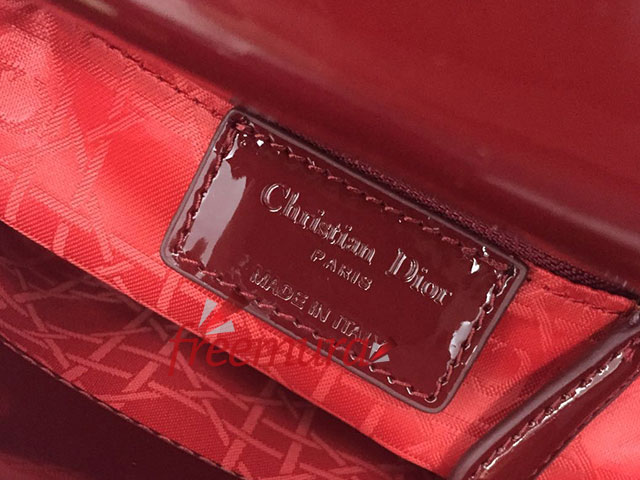 Christian Dior
PARIS
MADE IN ITALY
freemura